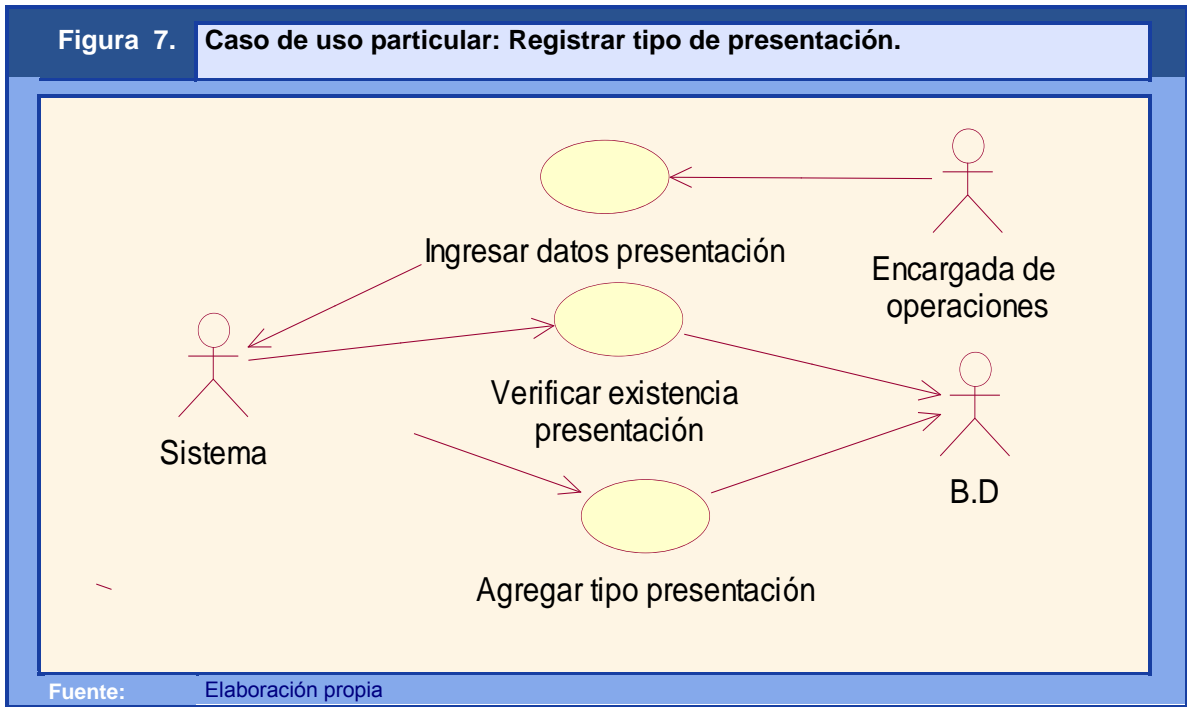 Figura 7. Caso de uso particular: Registrar tipo de presentación.
Ingresar datos presentación
Encargada de
operaciones
Verificar existencia
presentación
Sistema
B.D
Agregar tipo presentación
Fuente: Elaboración propia